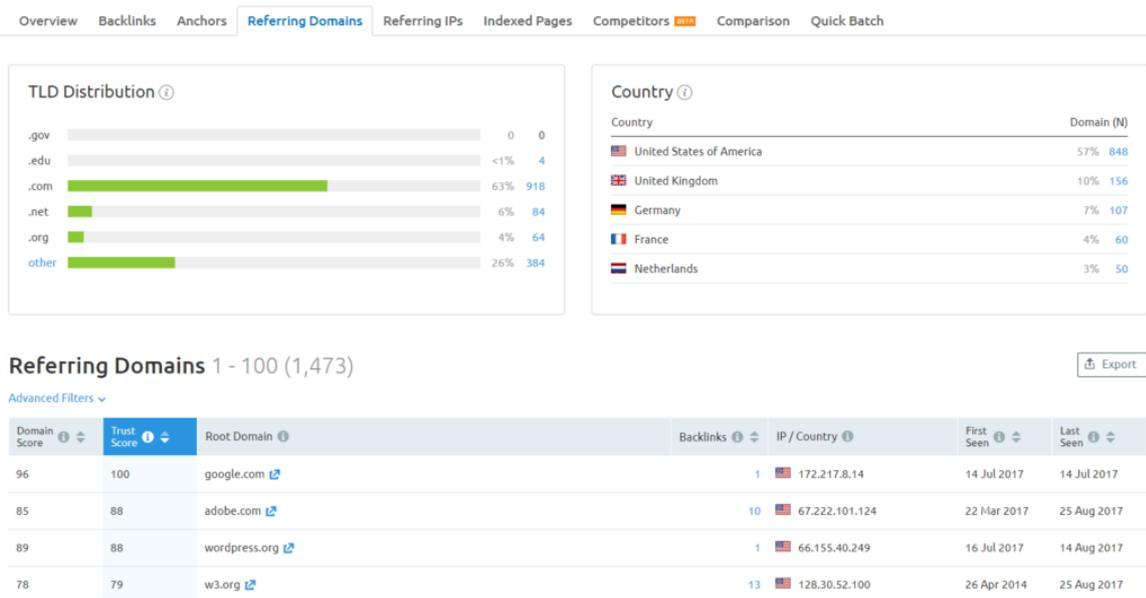 Overview Backlinks Anchors Referring Domains Referring IPs Indexed Pages Competitors BETA Comparison Quick Batch
TLD Distribution
.gov 0 0
.edu <1% 4
.com 63% 918
.net 6% 84
.org 4% 64
other 26% 384
Country
Country Domain (N)
United States of America 57% 848
United Kingdom 10% 156
Germany 7% 107
France 4% 60
Netherlands 3% 50
Referring Domains 1 - 100 (1,473)
Export
Advanced Filters
Domain Score Trust Score Root Domain Backlinks IP / Country First Seen Last Seen
96 100 google.com 1 172.217.8.14 14 Jul 2017 14 Jul 2017
85 88 adobe.com 10 67.222.101.124 22 Mar 2017 25 Aug 2017
89 88 wordpress.org 1 66.155.40.249 16 Jul 2017 14 Aug 2017
78 79 w3.org 13 128.30.52.100 26 Apr 2014 25 Aug 2017